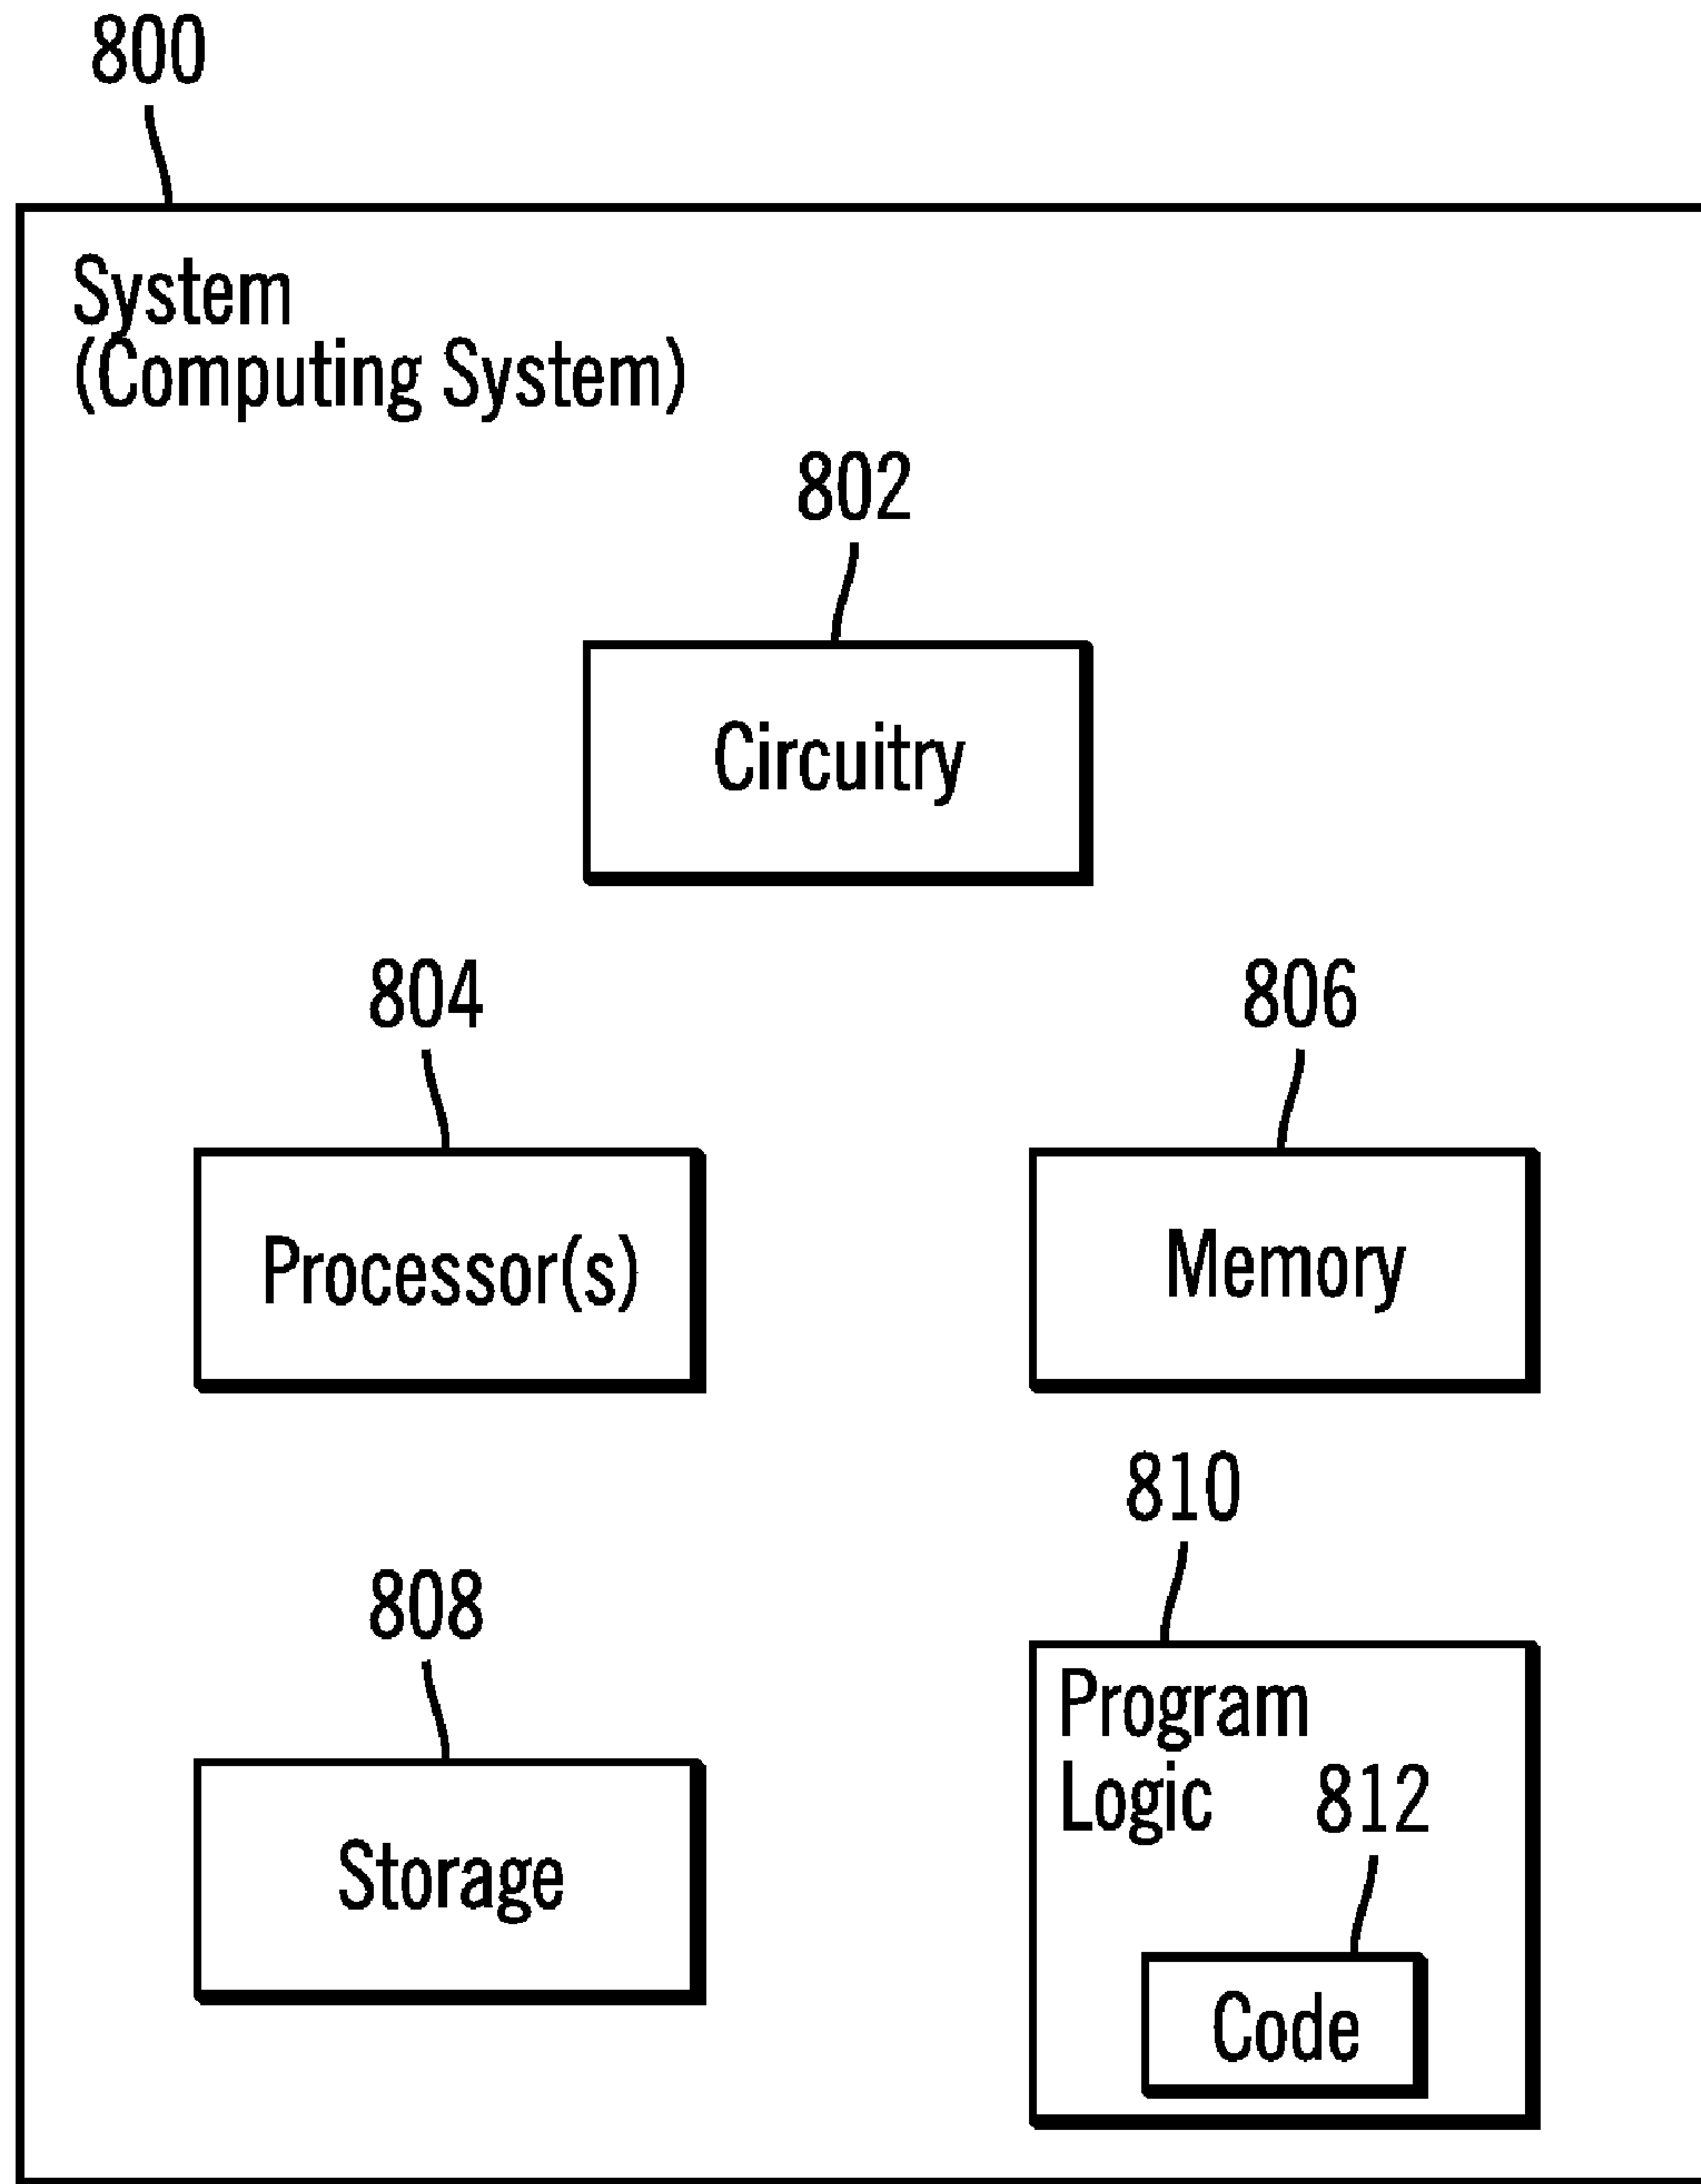 800
System
(Computing System)
802
Circuitry
804
806
Processor(s)
Memory
810
808
Program
Logic
812
Storage
Code